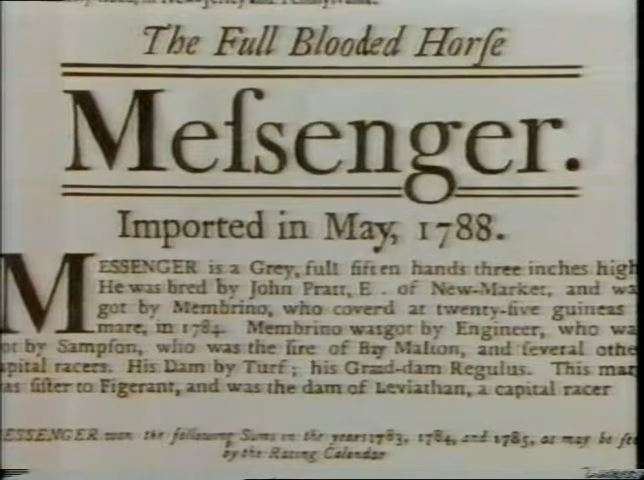 The Full Blooded Horſe
Meſsenger.
Imported in May, 1788.
MESSENGER is a Grey, full fifteen hands three inches high
He was bred by John Pratt, E . of New-Market, and wa
got by Membrino, who coverd at twenty-five guineas
mare, in 1784. Membrino was got by Engineer, who wa
ot by Sampſon, who was the ſire of Bay Malton, and ſeveral othe
apital racers. His Dam by Turf; his Grand-dam Regulus. This mar
as ſiſter to Figerant, and was the dam of Leviathan, a capital racer
ESSENGER won the following Sums in the years 1783, 1784, and 1785, as may be ſee
by the Racing Calendar